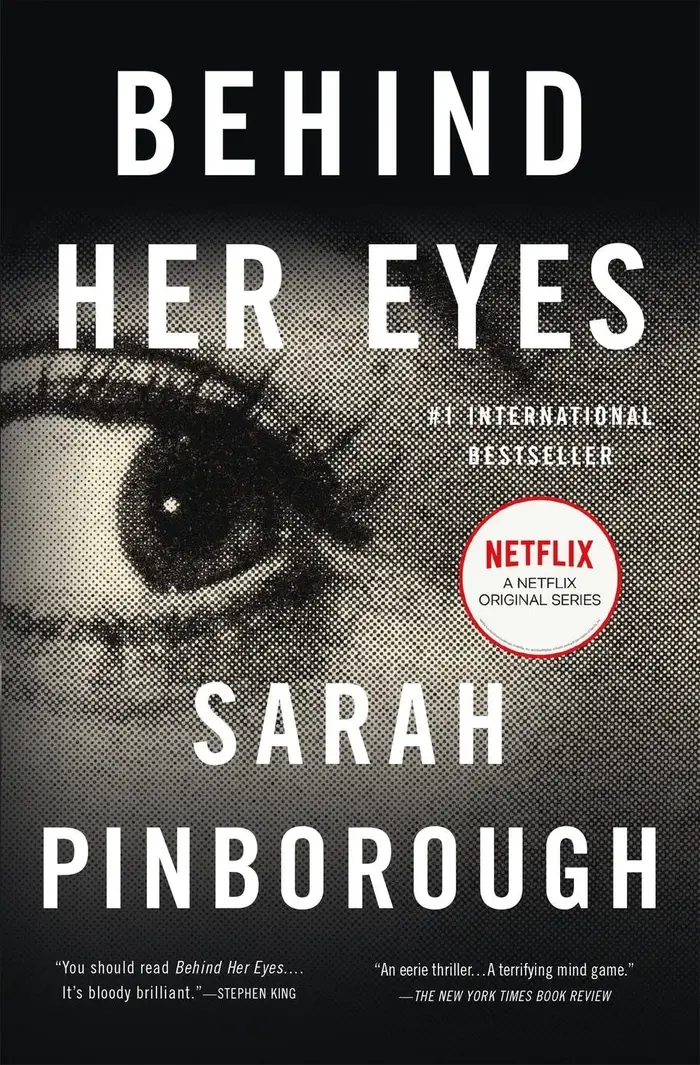 BEHIND
HER EYES
#1 INTERNATIONAL
BESTSELLER
NETFLIX
A NETFLIX
ORIGINAL SERIES
SARAH
PINBOROUGH
“You should read Behind Her Eyes....
It’s bloody brilliant.”—STEPHEN KING
“An eerie thriller...A terrifying mind game.”
—THE NEW YORK TIMES BOOK REVIEW